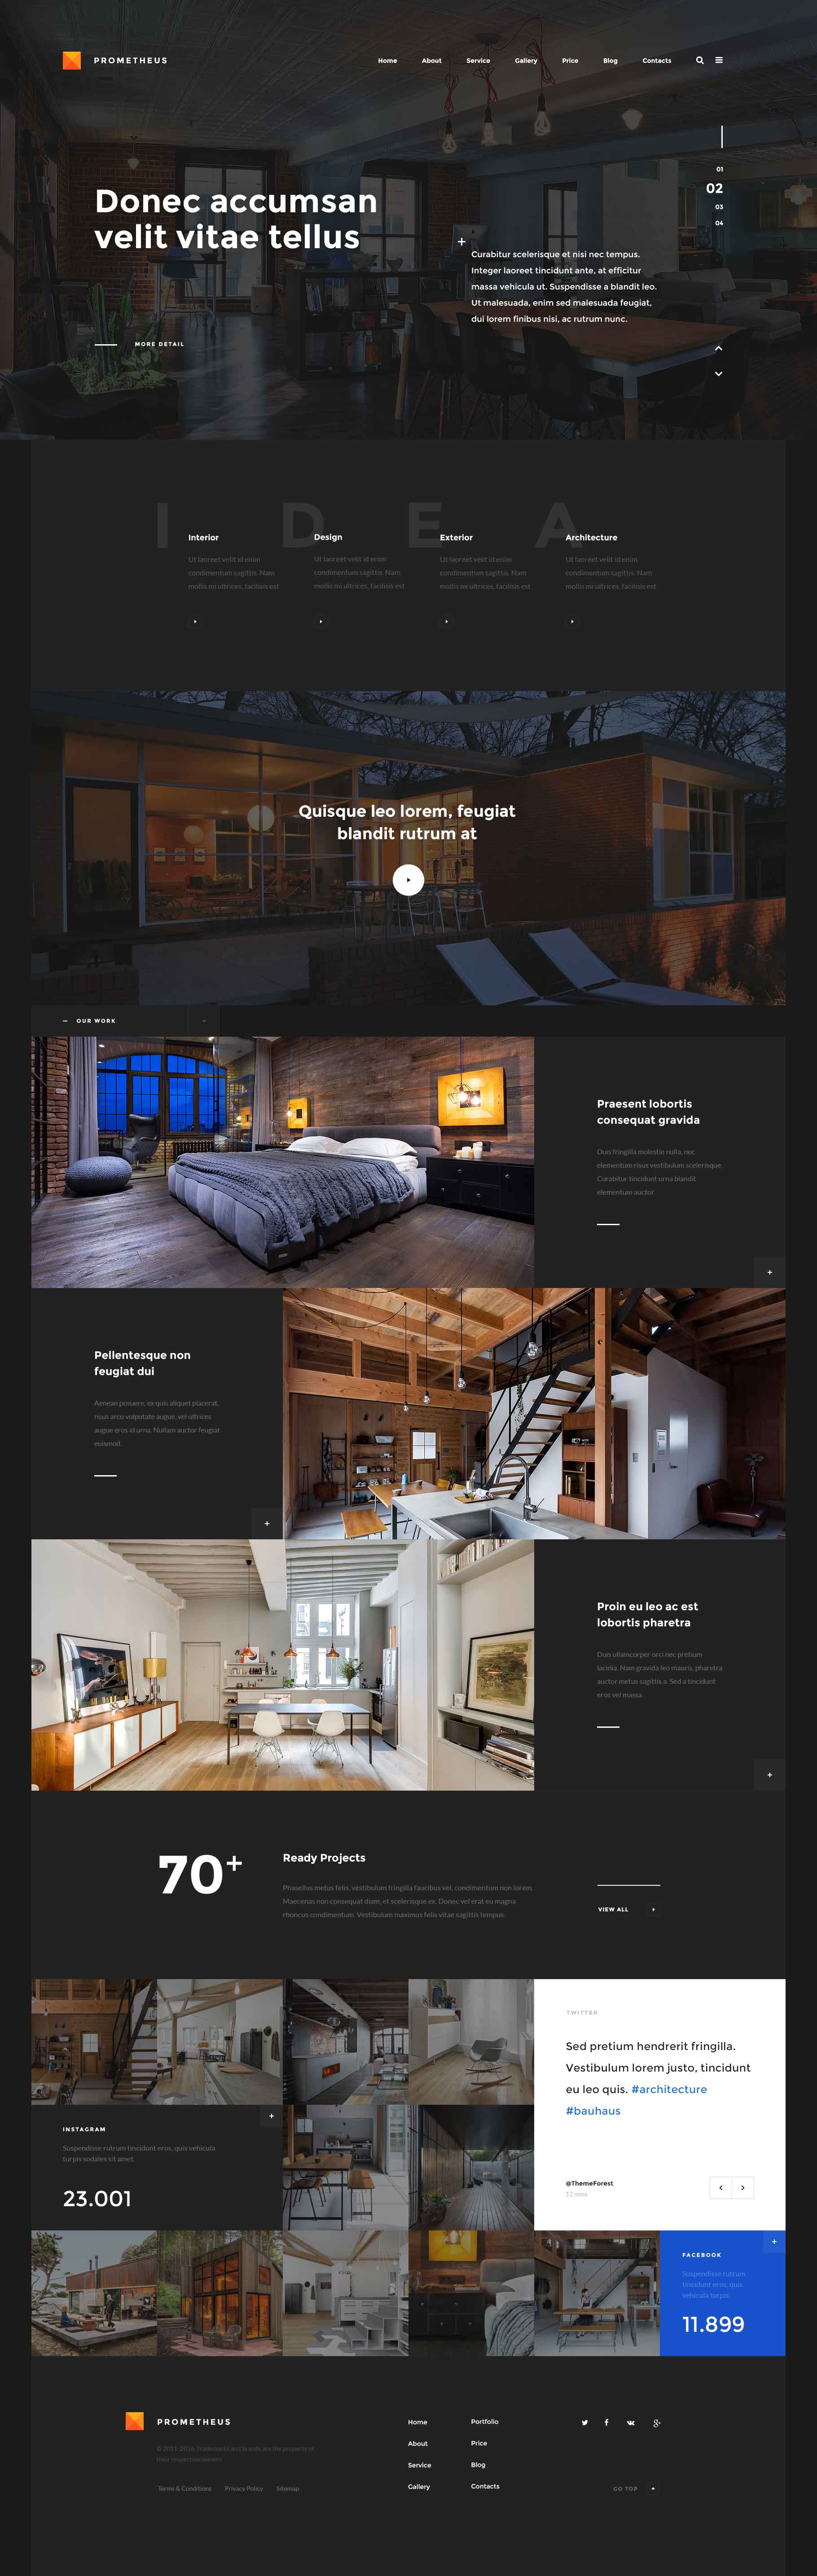 PROMETHEUS
Home About Service Gallery Price Blog Contacts
01
02
03
04
Donec accumsan
velit vitae tellus
+
Curabitur scelerisque et nisi nec tempus.
Integer laoreet tincidunt ante, at efficitur
massa vehicula ut. Suspendisse a blandit leo.
Ut malesuada, enim sed malesuada feugiat,
dui lorem finibus nisi, ac rutrum nunc.
MORE DETAIL
I D E A
Interior
Ut laoreet velit id enim
condimentum sagittis. Nam
mollis mi ultrices, facilisis est
Design
Ut laoreet velit id enim
condimentum sagittis. Nam
mollis mi ultrices, facilisis est
Exterior
Ut laoreet velit id enim
condimentum sagittis. Nam
mollis mi ultrices, facilisis est
Architecture
Ut laoreet velit id enim
condimentum sagittis. Nam
mollis mi ultrices, facilisis est
Quisque leo lorem, feugiat
blandit rutrum at
OUR WORK
Praesent lobortis
consequat gravida
Duis fringilla molestie nulla, nec
elementum risus vestibulum scelerisque.
Curabitur tincidunt urna blandit
elementum auctor.
+
Pellentesque non
feugiat dui
Aenean posuere, ex quis aliquet placerat,
risus arcu vulputate augue, vel ultrices
augue eros id urna. Nullam auctor feugiat
euismod.
+
Proin eu leo ac est
lobortis pharetra
Duis ullamcorper orci nec pretium
lacinia. Nam gravida leo mauris, pharetra
auctor metus sagittis a. Sed a tincidunt
eros vel massa.
+
70+
Ready Projects
Phasellus metus felis, vestibulum fringilla faucibus vel, condimentum non lorem.
Maecenas non consequat diam, et scelerisque ex. Donec vel erat eu magna
rhoncus condimentum. Vestibulum maximus felis vitae sagittis tempus.
VIEW ALL
TWITTER
Sed pretium hendrerit fringilla.
Vestibulum lorem justo, tincidunt
eu leo quis. #architecture
#bauhaus
@ThemeForest
12 mins
+
INSTAGRAM
Suspendisse rutrum tincidunt eros, quis vehicula
turpis sodales sit amet.
23.001
+
FACEBOOK
Suspendisse rutrum
tincidunt eros, quis
vehicula turpis.
11.899
PROMETHEUS
© 2011-2016, Trademarks and brands are the property of
their respective owners.
Terms & Conditions Privacy Policy Sitemap
Home
About
Service
Gallery
Portfolio
Price
Blog
Contacts
GO TOP